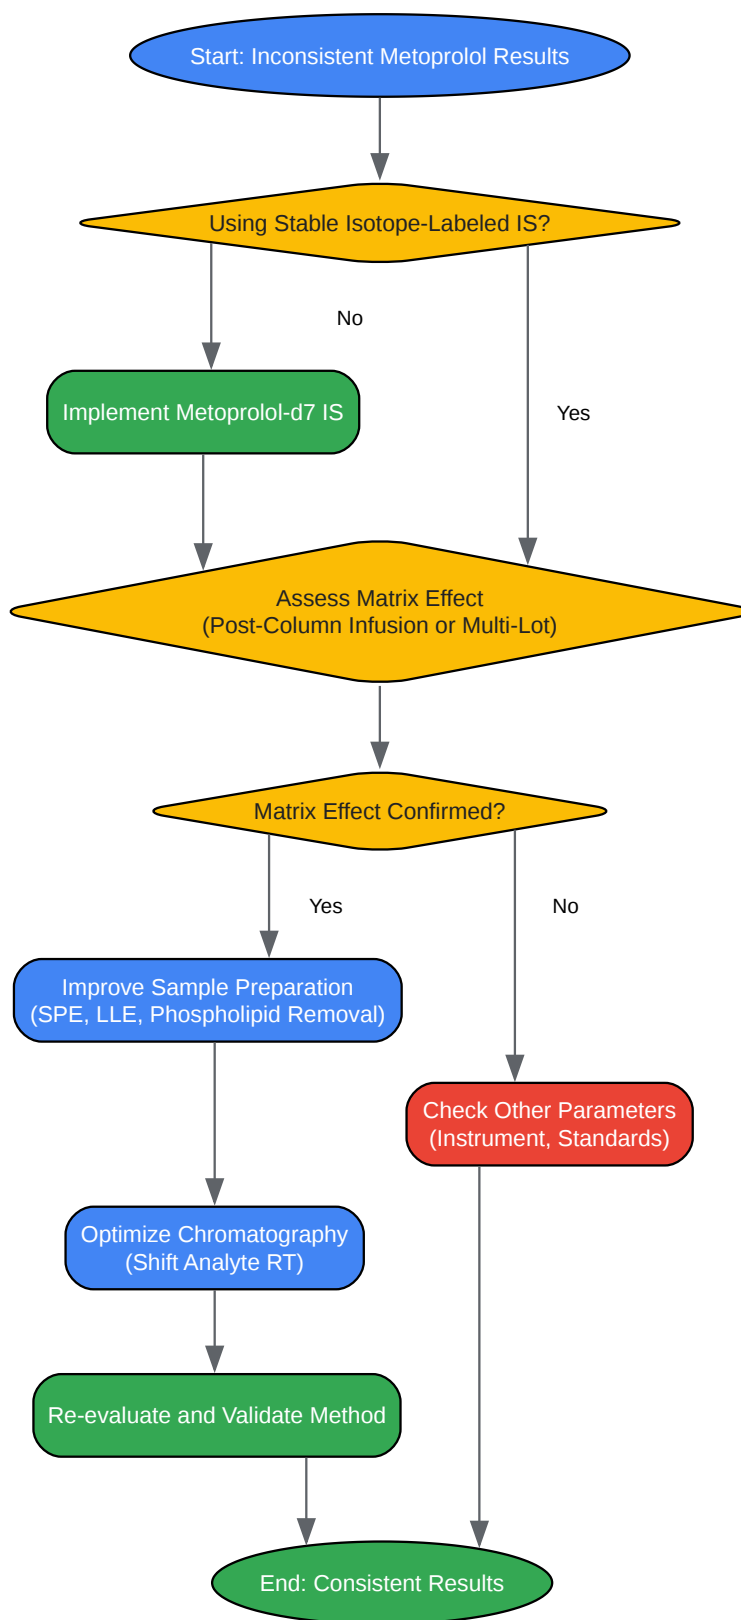 Start: Inconsistent Metoprolol Results
Using Stable Isotope-Labeled IS?
No
Implement Metoprolol-d7 IS
Yes
Assess Matrix Effect
(Post-Column Infusion or Multi-Lot)
Matrix Effect Confirmed?
Yes
No
Improve Sample Preparation
(SPE, LLE, Phospholipid Removal)
Check Other Parameters
(Instrument, Standards)
Optimize Chromatography
(Shift Analyte RT)
Re-evaluate and Validate Method
End: Consistent Results